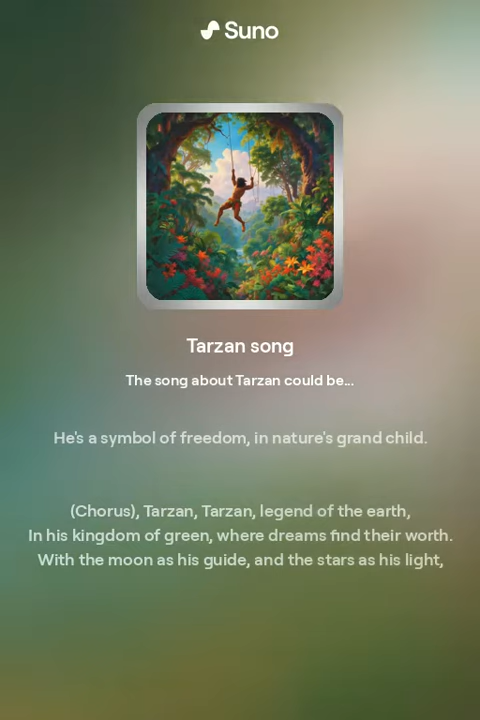 Suno
Tarzan song
The song about Tarzan could be...
He's a symbol of freedom, in nature's grand child.
(Chorus), Tarzan, Tarzan, legend of the earth,
In his kingdom of green, where dreams find their worth.
With the moon as his guide, and the stars as his light,